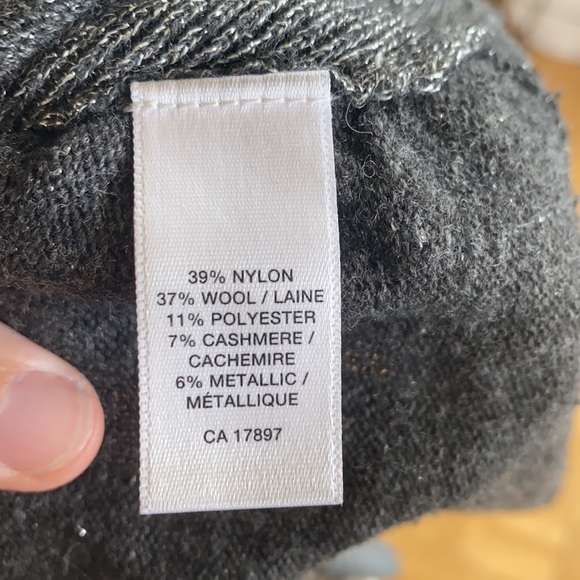 39% NYLON
37% WOOL / LAINE
11% POLYESTER
7% CASHMERE /
CACHEMIRE
6% METALLIC /
MÉTALLIQUE
CA 17897